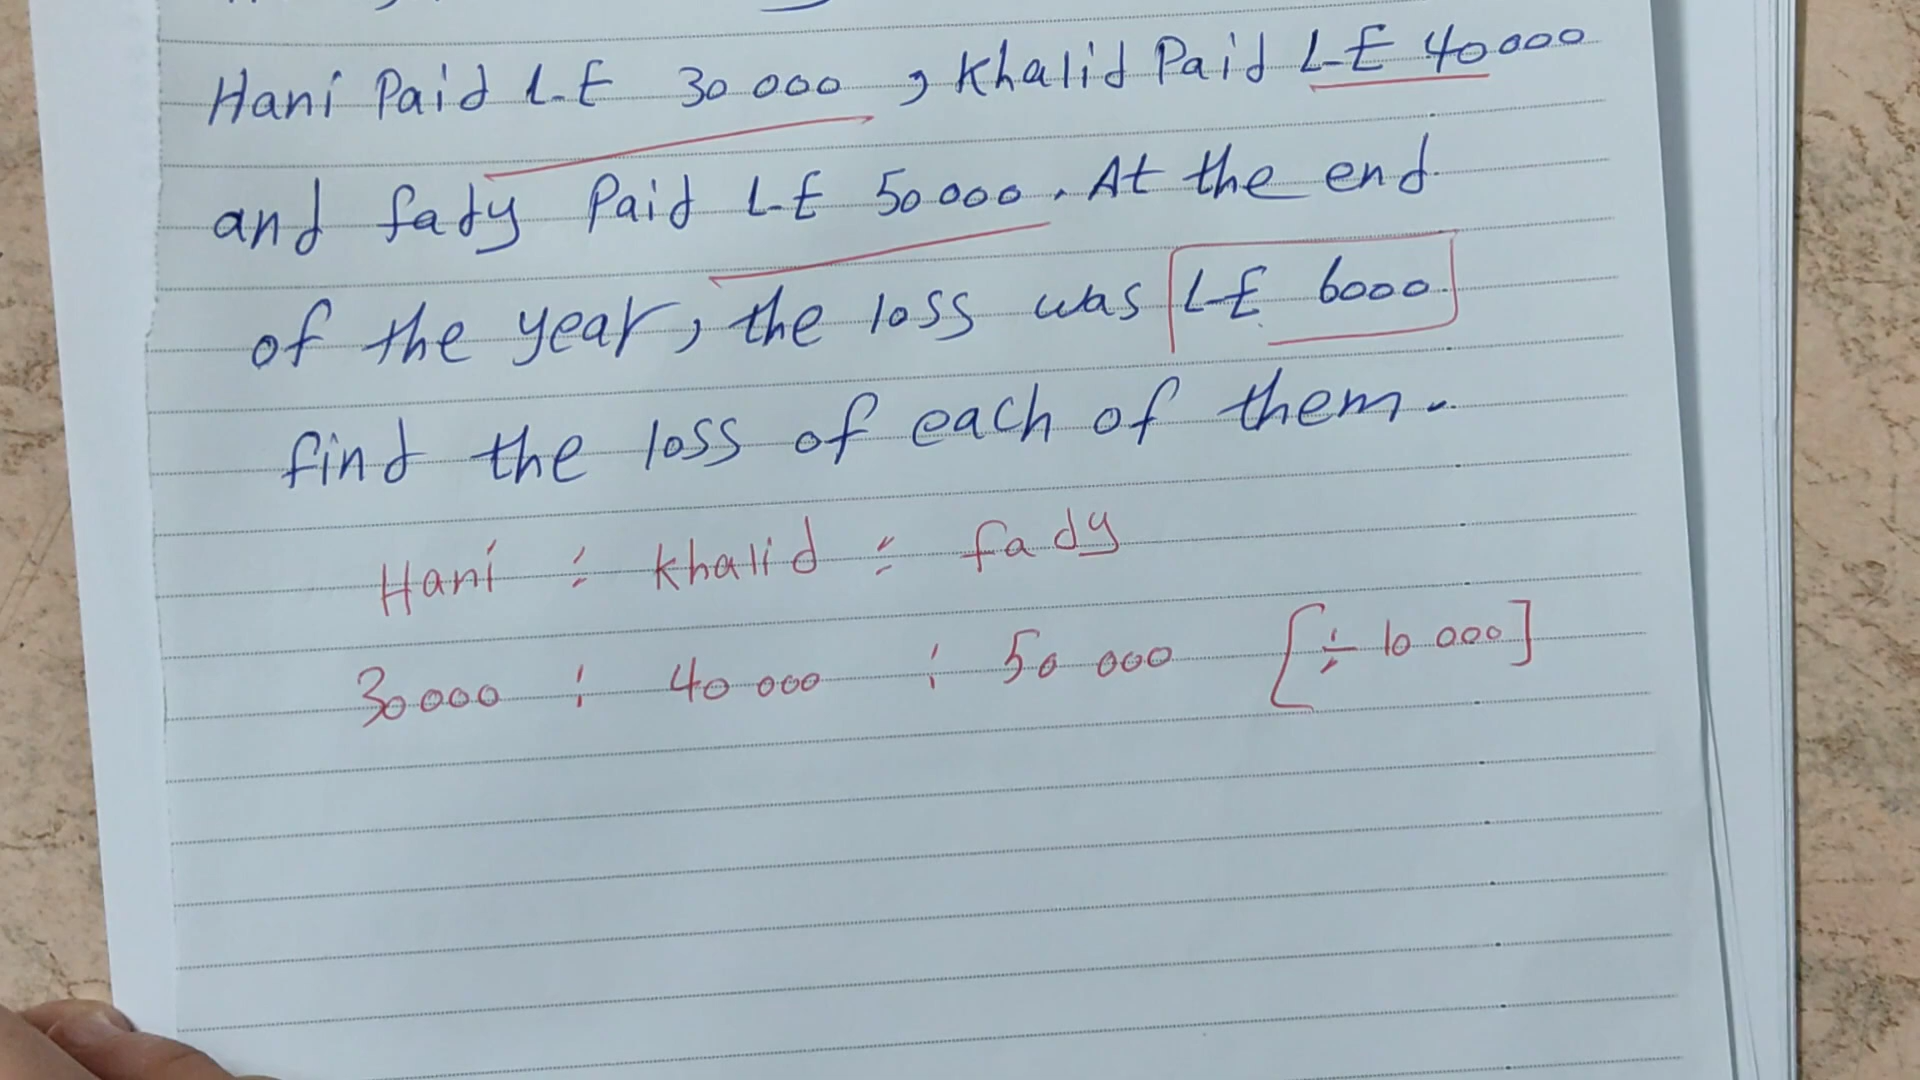 Hani Paid L.E 30 000 , Khalid Paid L.E 40000
and fady Paid L.E 50 000. At the end
of the year, the loss was L.E 6000.
find the loss of each of them.
Hani : Khalid : fady
30000 : 40 000 : 50 000 [÷ 10 000]